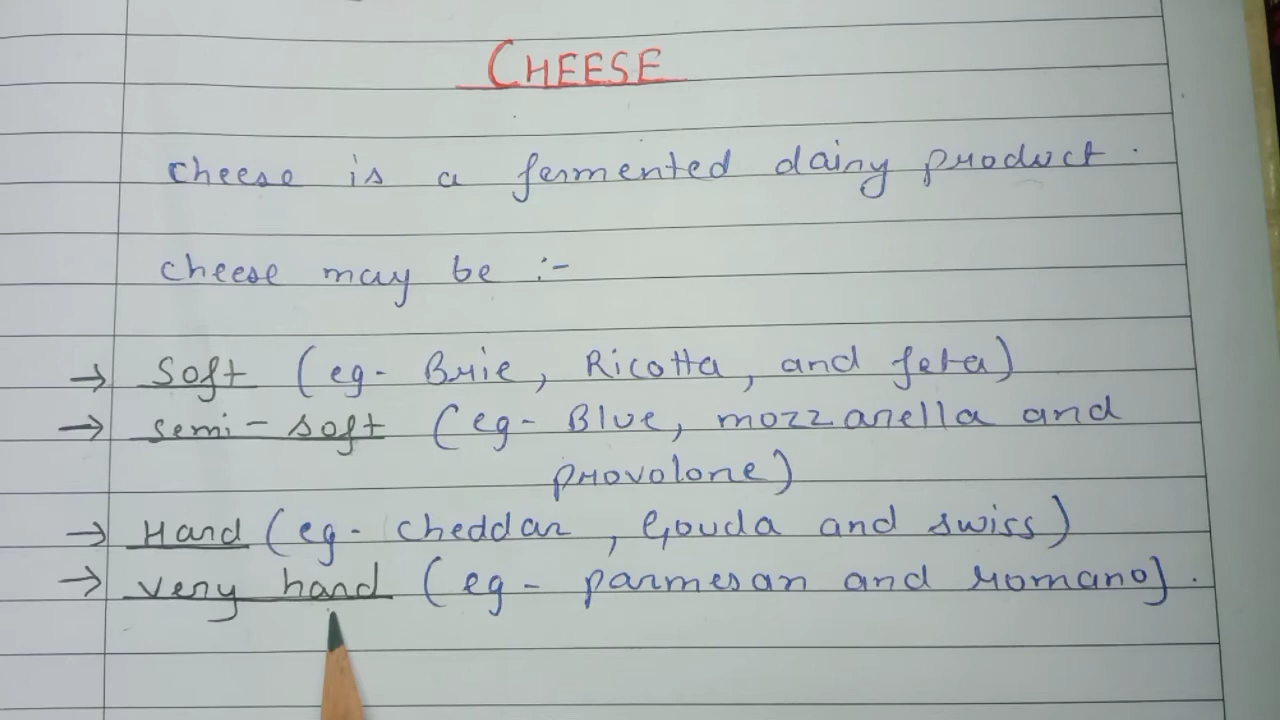 CHEESE
cheese is a fermented dairy product.
cheese may be :-
→ Soft (eg- Brie, Ricotta, and feta)
→ semi-soft (eg- Blue, mozzarella and
provolone)
→ Hard (eg- cheddar, Gouda and swiss)
→ very hard (eg- parmesan and romano).